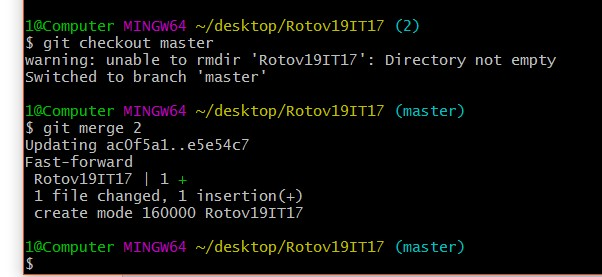 1@Computer MINGW64 ~/desktop/Rotov19IT17 (2)
$ git checkout master
warning: unable to rmdir 'Rotov19IT17': Directory not empty
Switched to branch 'master'
1@Computer MINGW64 ~/desktop/Rotov19IT17 (master)
$ git merge 2
Updating ac0f5a1..e5e54c7
Fast-forward
 Rotov19IT17 | 1 +
 1 file changed, 1 insertion(+)
 create mode 160000 Rotov19IT17
1@Computer MINGW64 ~/desktop/Rotov19IT17 (master)
$